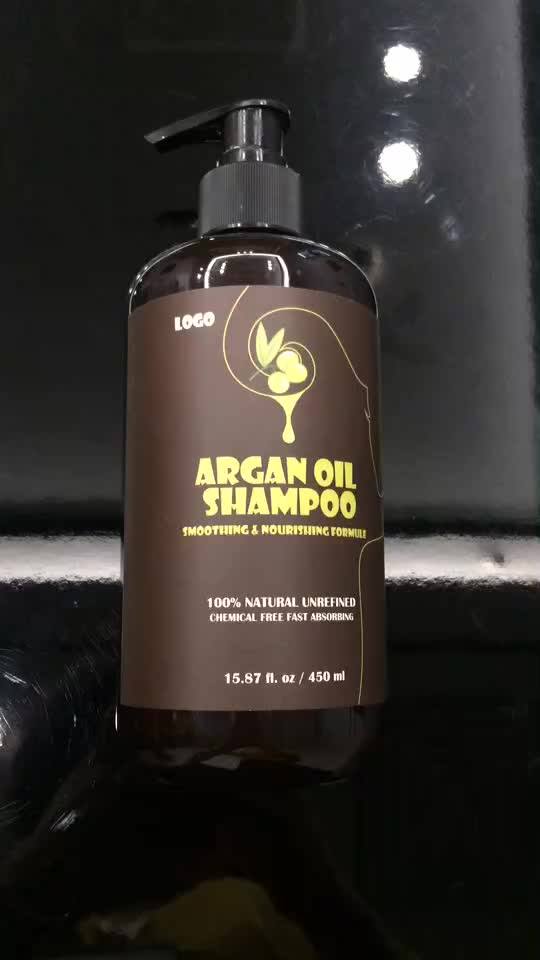 LOGO
ARGAN OIL
SHAMPOO
SMOOTHING & NOURISHING FORMULE
100% NATURAL UNREFINED
CHEMICAL FREE FAST ABSORBING
15.87 fl. oz / 450 ml